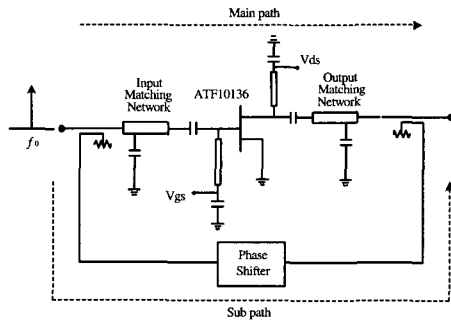 Main path
Vds
Input
Matching
Network
ATF10136
Output
Matching
Network
f0
Vgs
Phase
Shifter
Sub path